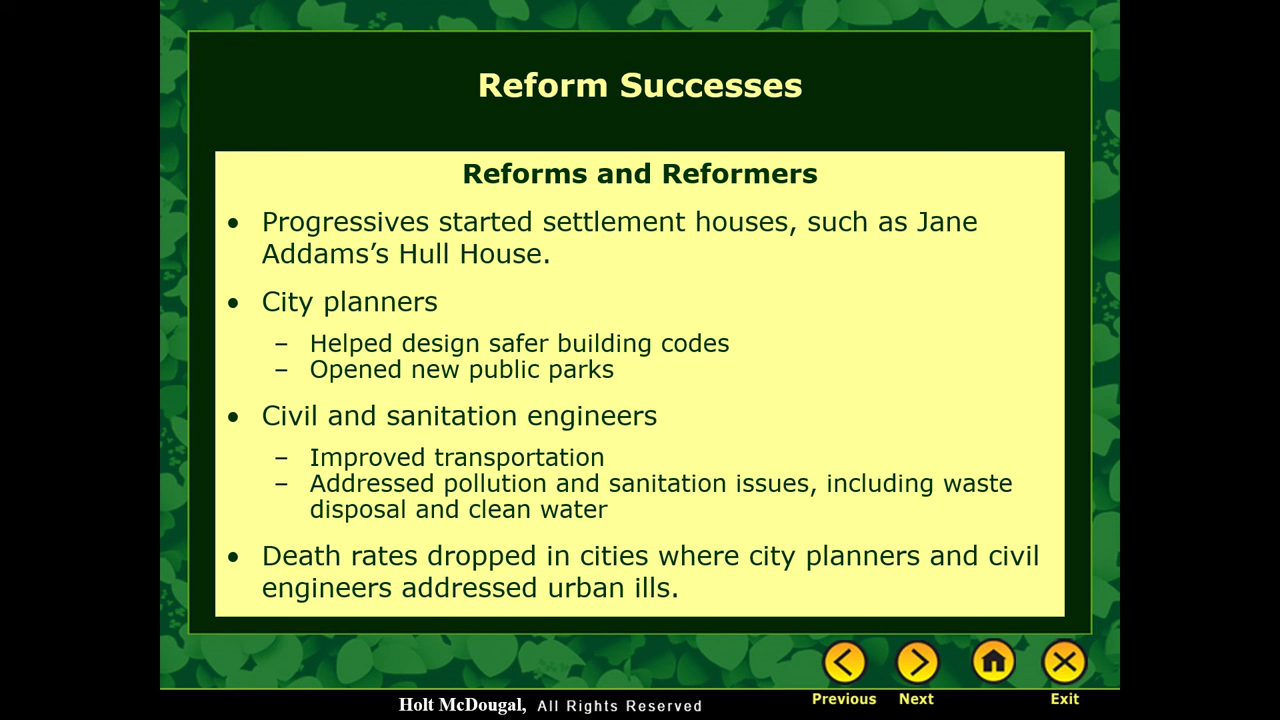 Reform Successes
Reforms and Reformers
• Progressives started settlement houses, such as Jane
Addams’s Hull House.
• City planners
– Helped design safer building codes
– Opened new public parks
• Civil and sanitation engineers
– Improved transportation
– Addressed pollution and sanitation issues, including waste
disposal and clean water
• Death rates dropped in cities where city planners and civil
engineers addressed urban ills.
Previous Next Exit
Holt McDougal, All Rights Reserved